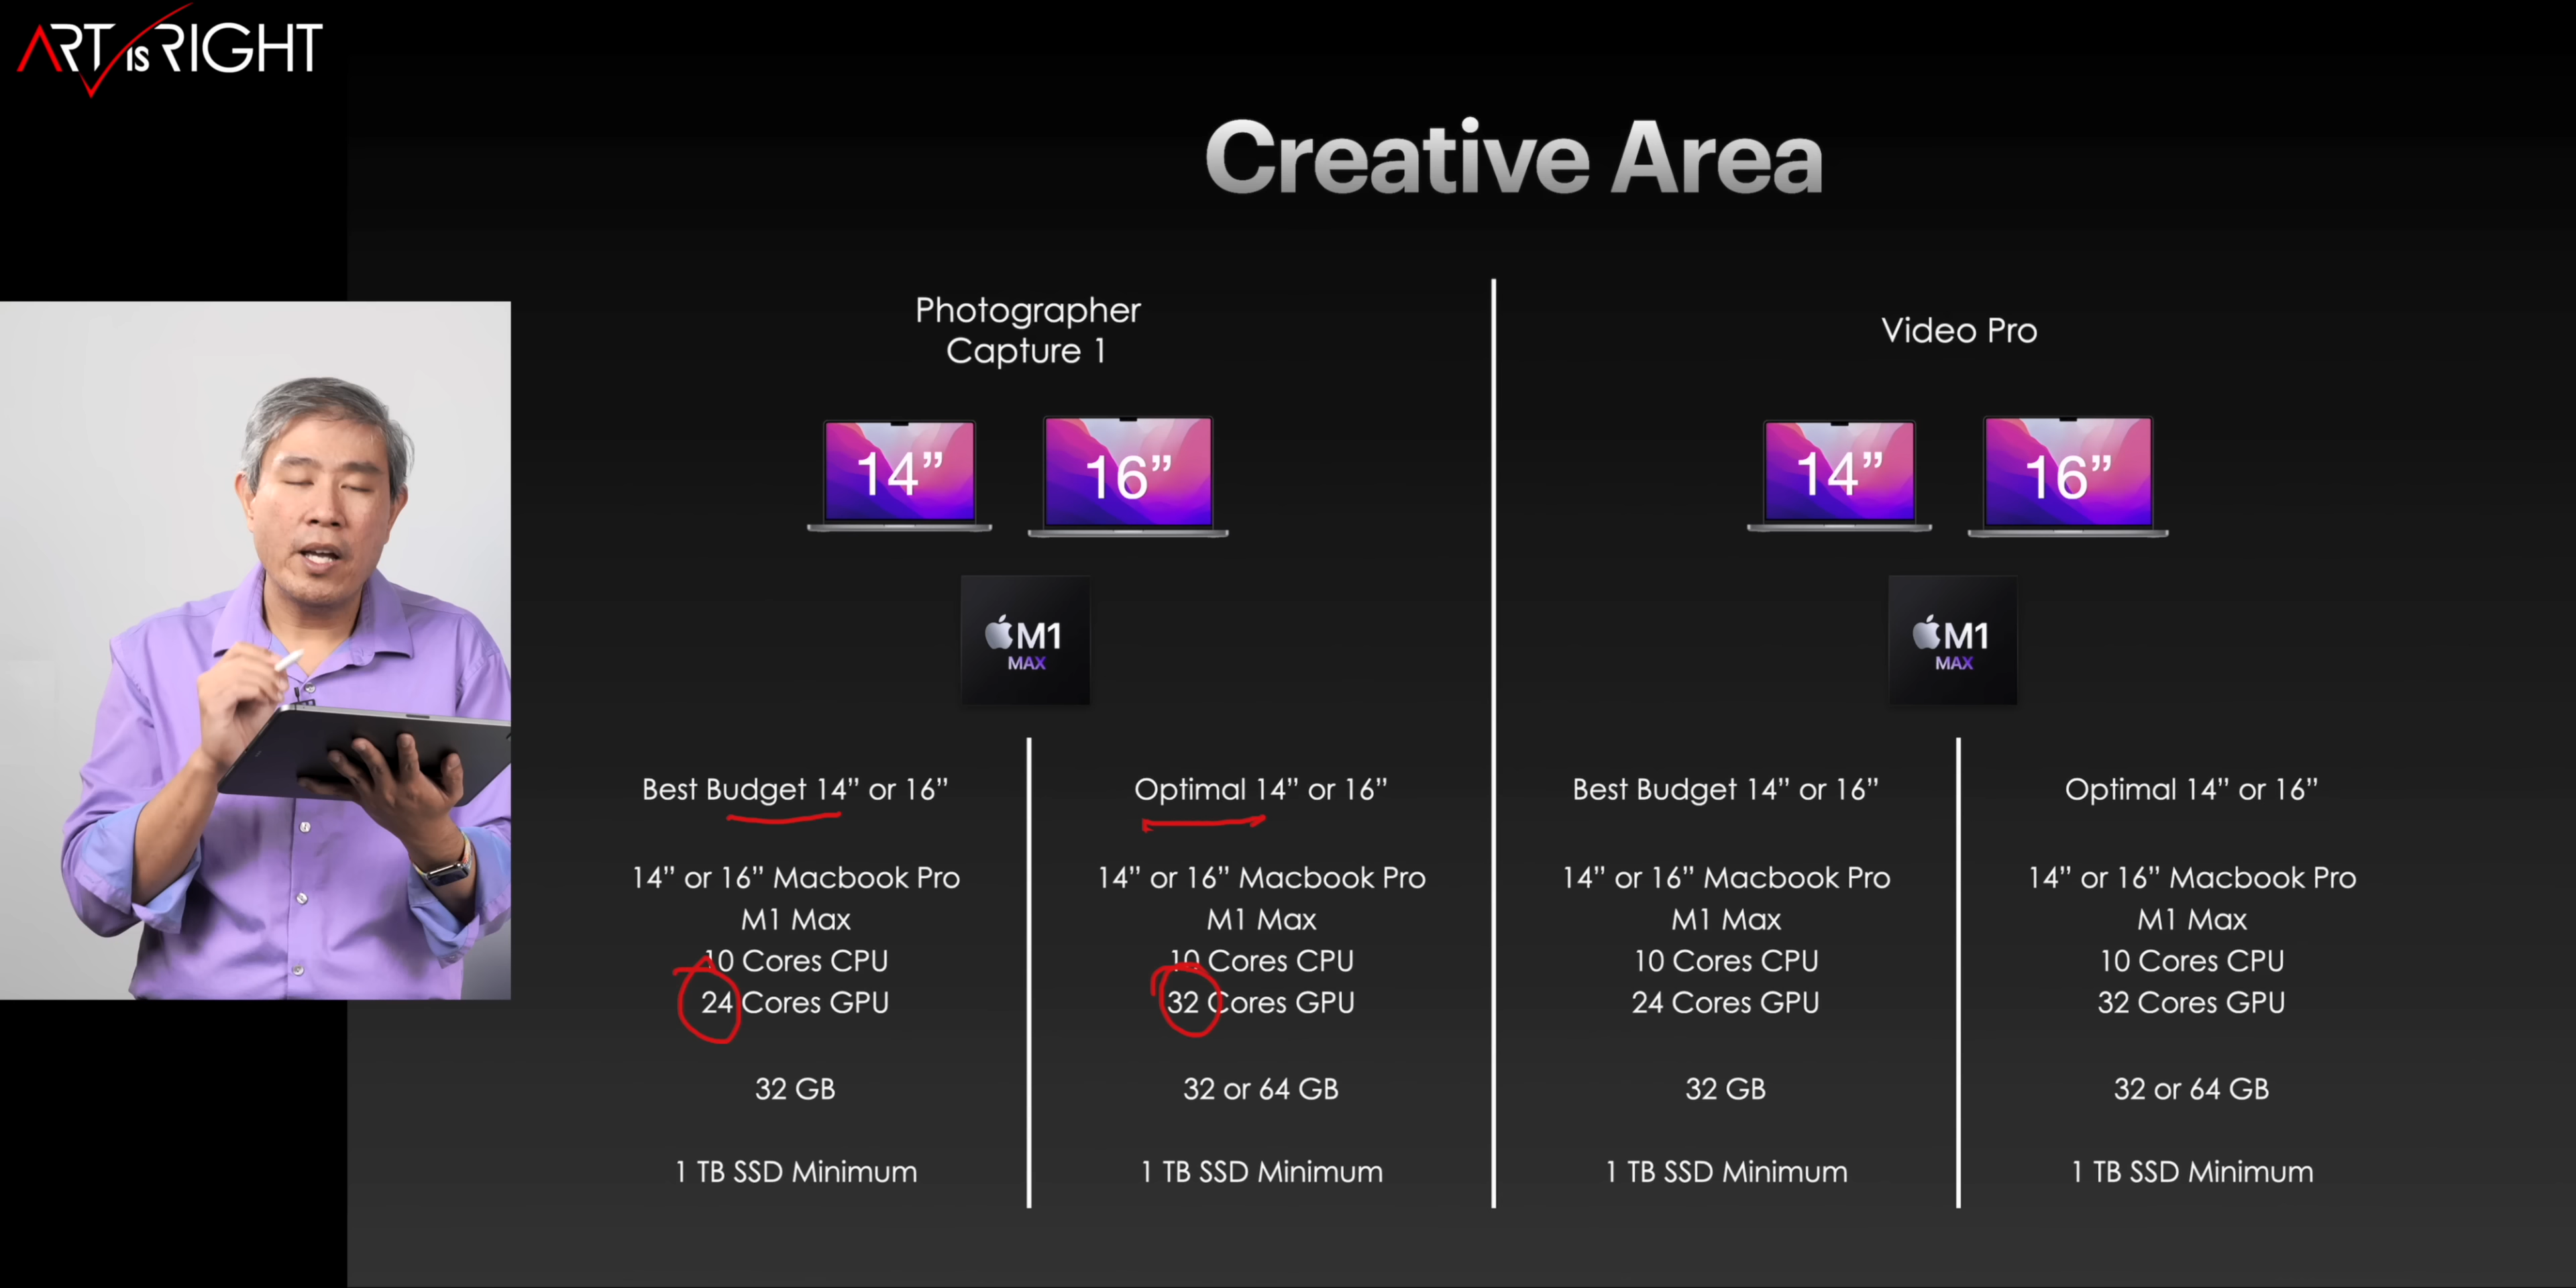 ART IS RIGHT
Creative Area
Photographer
Capture 1
14”
16”
M1
MAX
Best Budget 14” or 16”
14” or 16” Macbook Pro
M1 Max
10 Cores CPU
24 Cores GPU
32 GB
1 TB SSD Minimum
Optimal 14” or 16”
14” or 16” Macbook Pro
M1 Max
10 Cores CPU
32 Cores GPU
32 or 64 GB
1 TB SSD Minimum
Video Pro
14”
16”
M1
MAX
Best Budget 14” or 16”
14” or 16” Macbook Pro
M1 Max
10 Cores CPU
24 Cores GPU
32 GB
1 TB SSD Minimum
Optimal 14” or 16”
14” or 16” Macbook Pro
M1 Max
10 Cores CPU
32 Cores GPU
32 or 64 GB
1 TB SSD Minimum